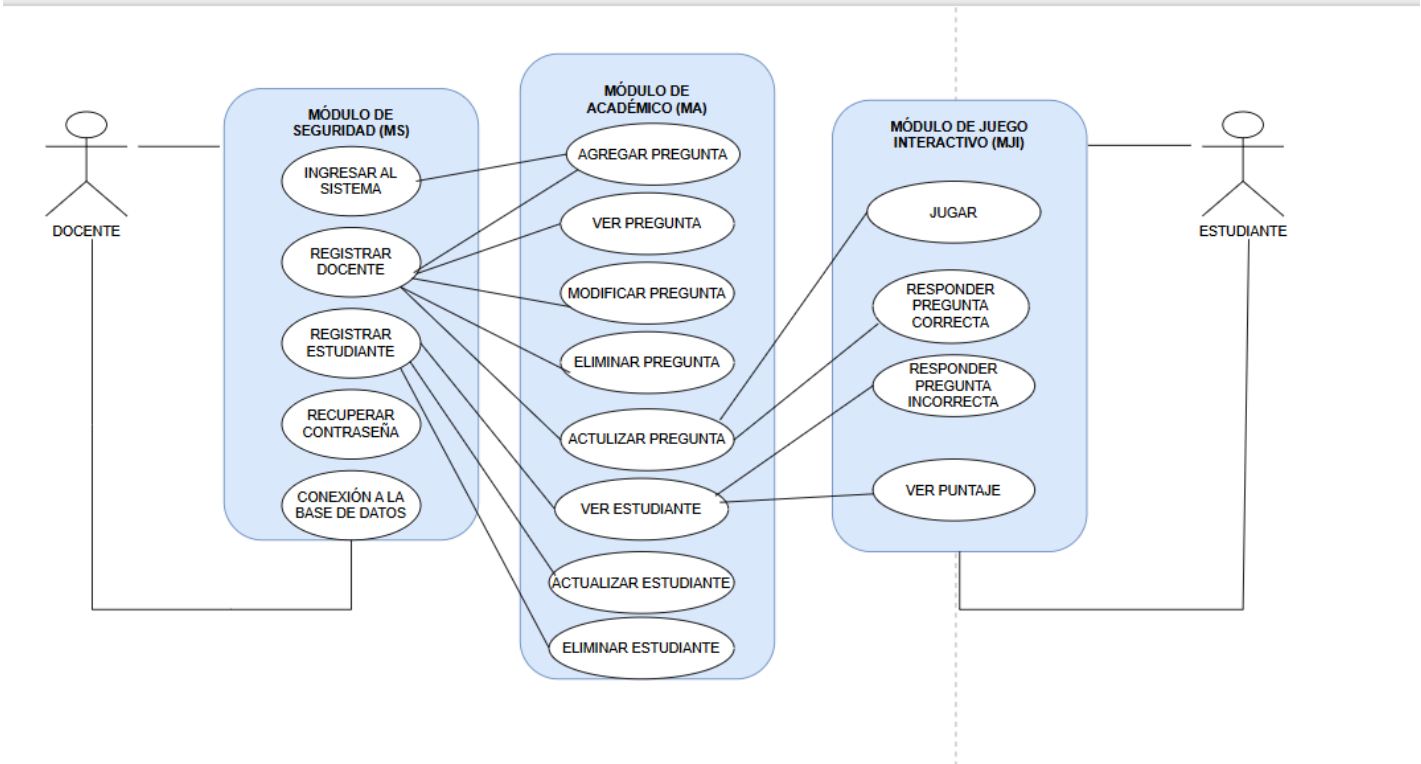 DOCENTE
MÓDULO DE
SEGURIDAD (MS)
INGRESAR AL
SISTEMA
REGISTRAR
DOCENTE
REGISTRAR
ESTUDIANTE
RECUPERAR
CONTRASEÑA
CONEXIÓN A LA
BASE DE DATOS
MÓDULO DE
ACADÉMICO (MA)
AGREGAR PREGUNTA
VER PREGUNTA
MODIFICAR PREGUNTA
ELIMINAR PREGUNTA
ACTULIZAR PREGUNTA
VER ESTUDIANTE
ACTUALIZAR ESTUDIANTE
ELIMINAR ESTUDIANTE
MÓDULO DE JUEGO
INTERACTIVO (MJI)
JUGAR
RESPONDER
PREGUNTA
CORRECTA
RESPONDER
PREGUNTA
INCORRECTA
VER PUNTAJE
ESTUDIANTE